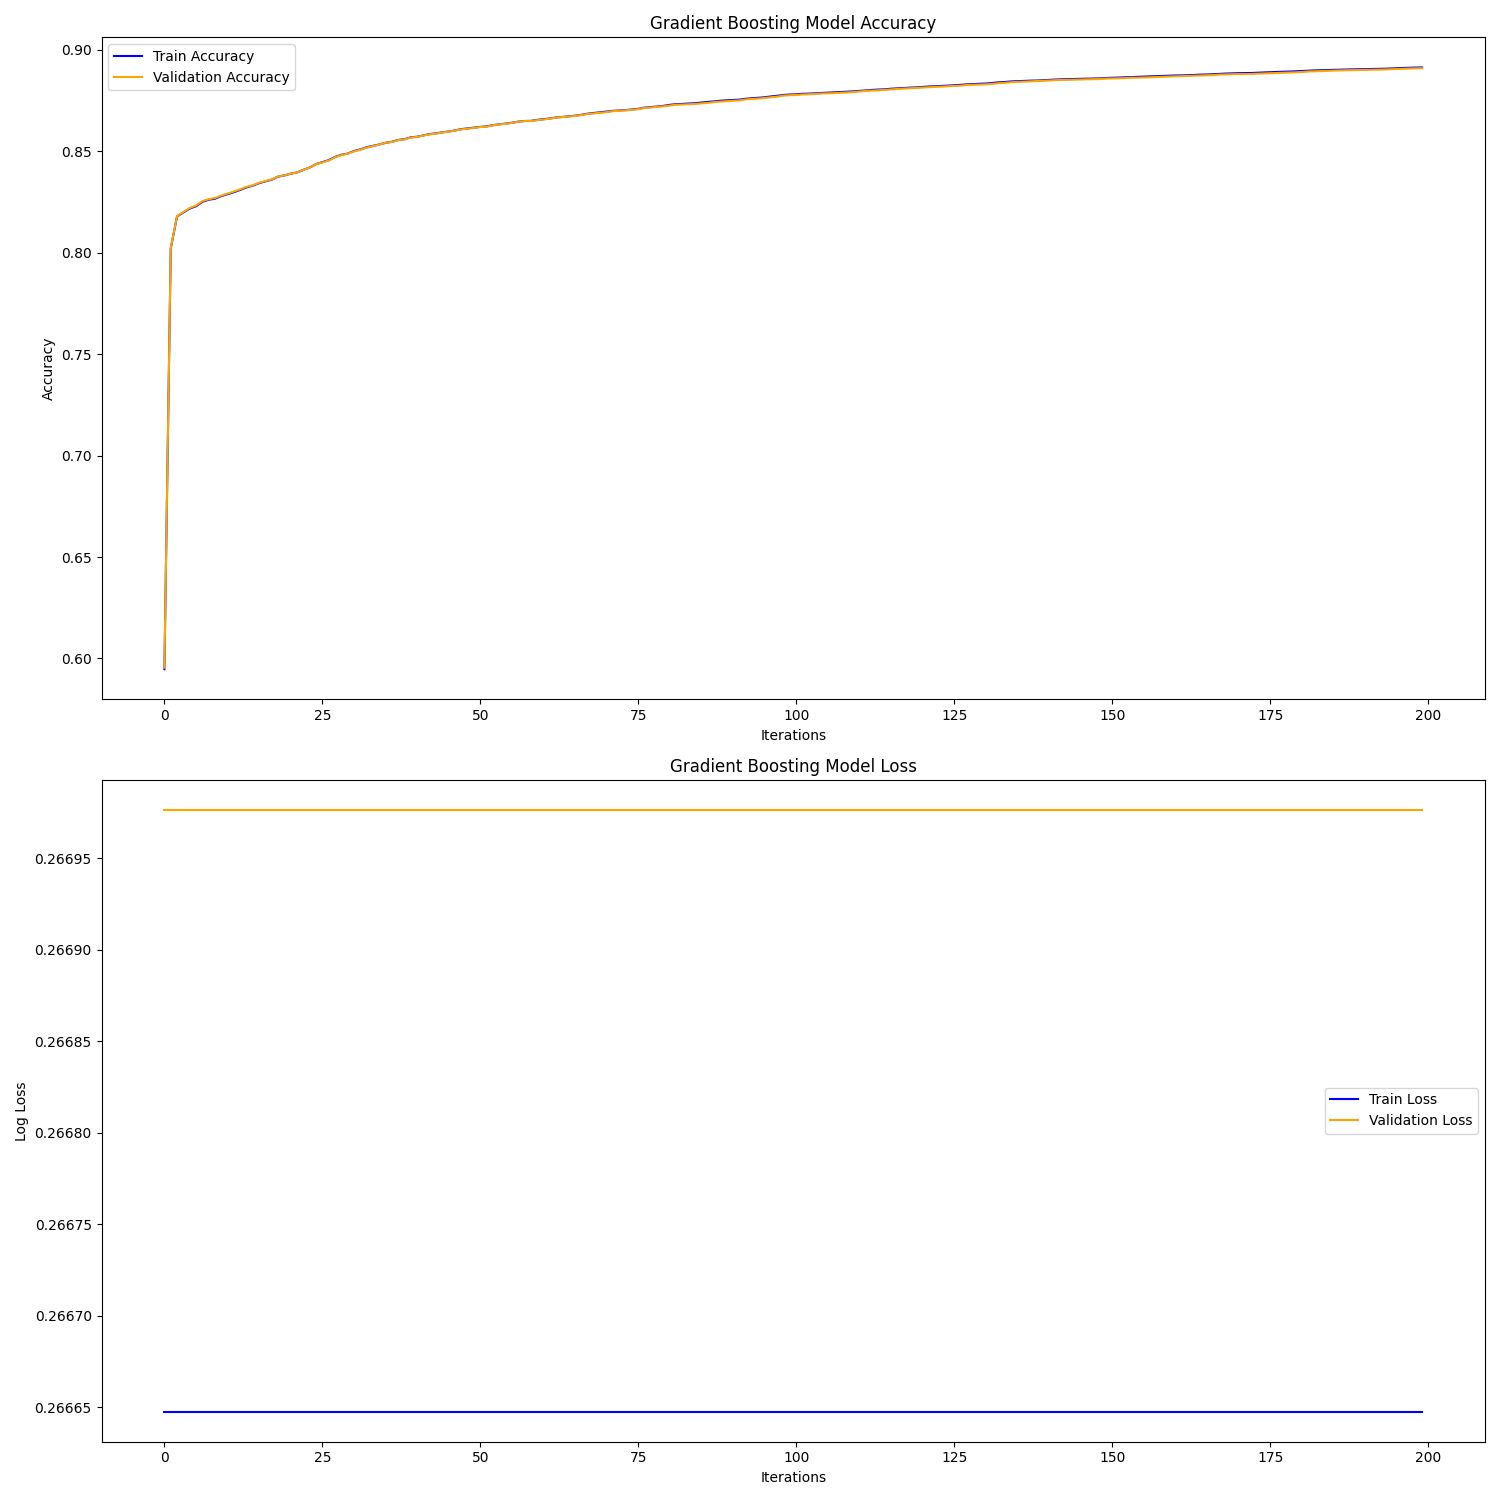 Gradient Boosting Model Accuracy
Train Accuracy
Validation Accuracy
Accuracy
0.90
0.85
0.80
0.75
0.70
0.65
0.60
0 25 50 75 100 125 150 175 200
Iterations
Gradient Boosting Model Loss
Train Loss
Validation Loss
Log Loss
0.26695
0.26690
0.26685
0.26680
0.26675
0.26670
0.26665
0 25 50 75 100 125 150 175 200
Iterations